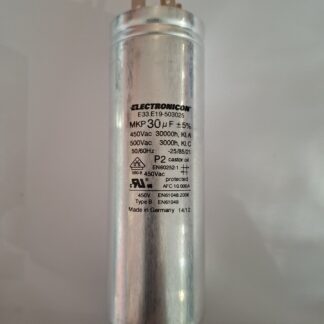 ELECTRONICON
E33.E19-503025
MKP 30 µF ±5%
450Vac 30000h, Kl. A
500Vac 3000h, Kl. C
50/60Hz -25/85/21
P2 castor oil
EN60252-1
450Vac protected
AFC 10 000A
450V EN61048:2006
Type B EN61049
Made in Germany